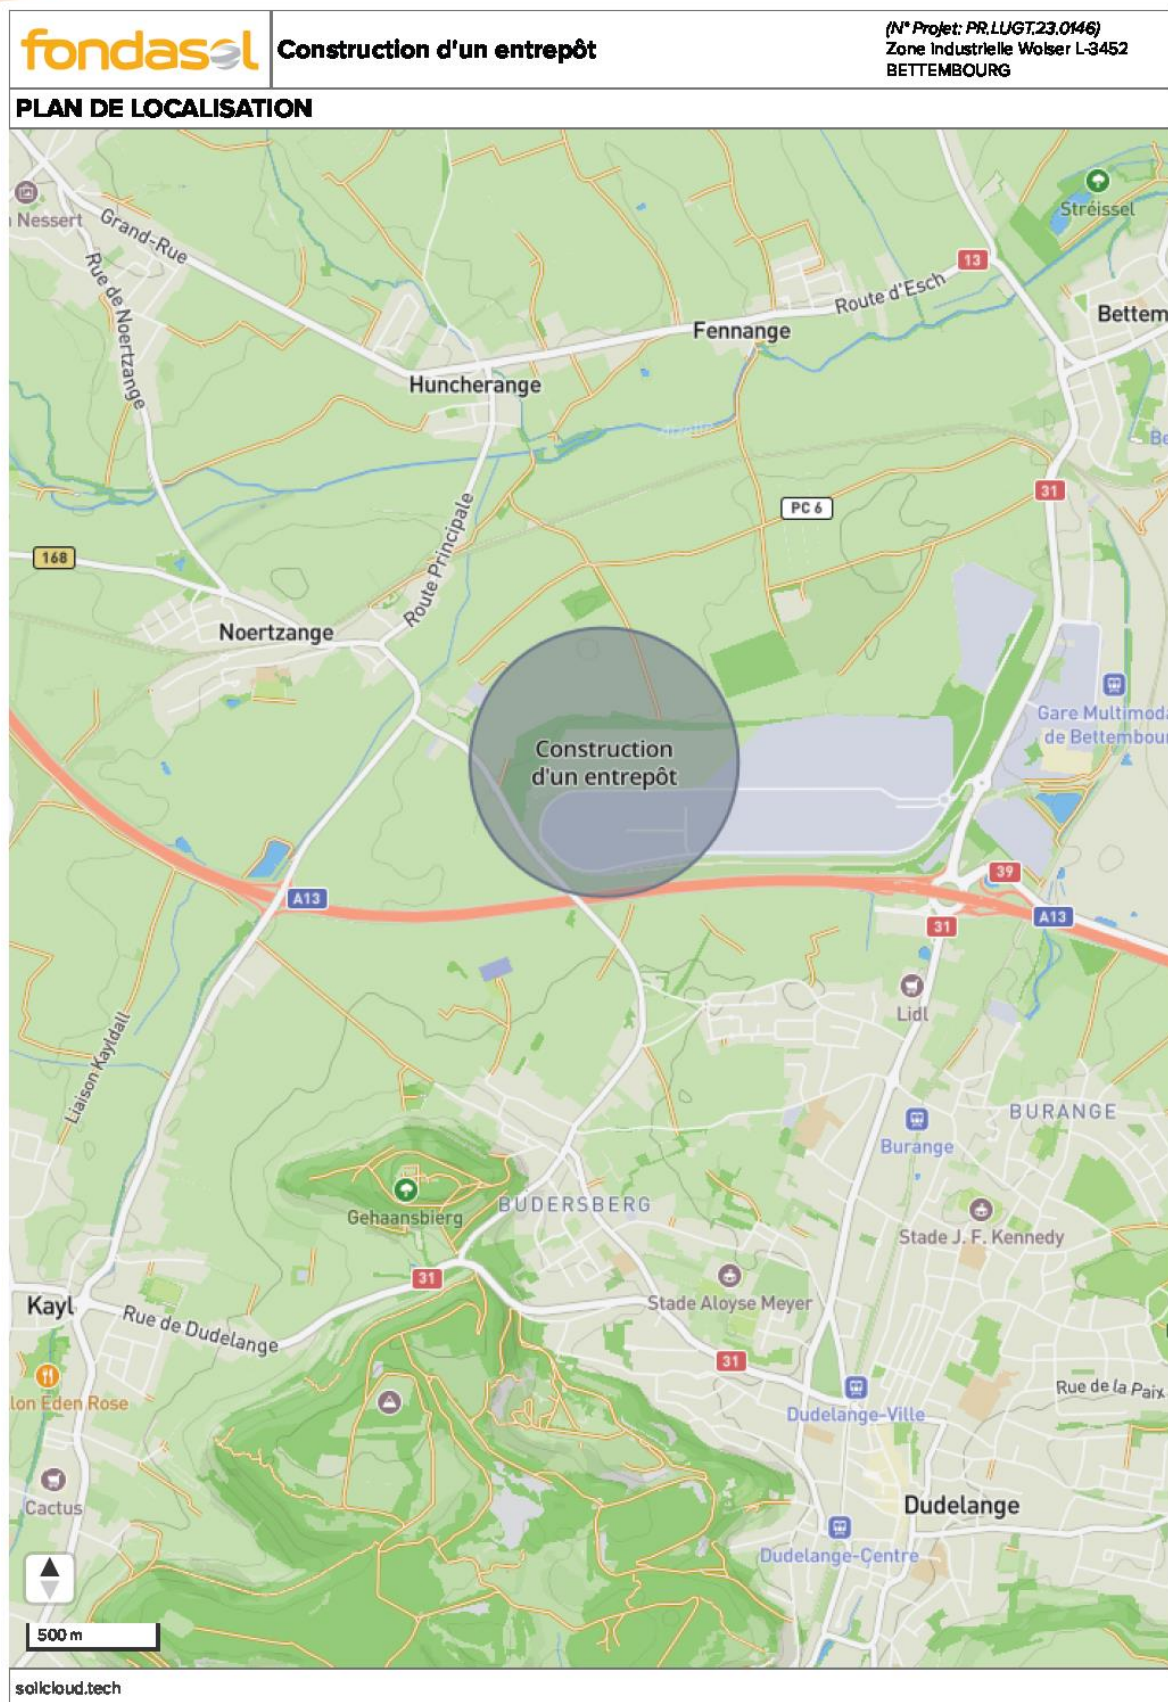 fondasol
Construction d'un entrepôt
(N° Projet: PR.LUGT.23.0146)
Zone Industrielle Wolser L-3452
BETTEMBOURG
PLAN DE LOCALISATION
Nessert
Grand-Rue
Rue de Noertzange
Stréissel
13
Route d'Esch
Bettem
Fennange
Huncherange
31
PC 6
168
Route Principale
Noertzange
Gare Multimoda
de Bettembour
Construction
d'un entrepôt
39
A13
A13
31
Lidl
Liaison Kayldall
BURANGE
Burange
BUDERSBERG
Gehaansbierg
Stade J. F. Kennedy
31
Stade Aloyse Meyer
Kayl
Rue de Dudelange
31
Rue de la Paix
lon Eden Rose
Dudelange-Ville
Cactus
Dudelange
Dudelange-Centre
500 m
soilcloud.tech